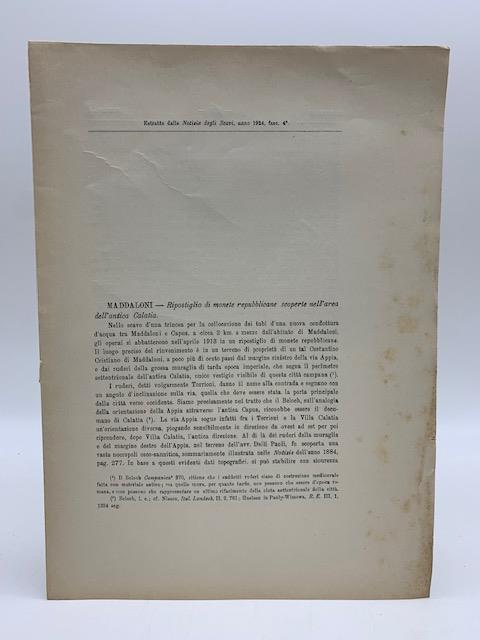 Estratto dalle Notizie degli Scavi, anno 1924, fasc. 4°.
MADDALONI — Ripostiglio di monete repubblicane scoperte nell'area
dell'antica Calatia.
Nello scavo d'una trincea per la collocazione dei tubi d'una nuova conduttura
d'acqua tra Maddaloni e Capua, a circa 2 km. a mezzo dell'abitato di Maddaloni,
gli operai si abbatterono nell'aprile 1913 in un ripostiglio di monete repubblicane.
Il luogo preciso del rinvenimento è in un terreno di proprietà di un tal Costantino
Cristiano di Maddaloni, a poco più di cento passi dal margine sinistro della via Appia,
e dai ruderi della grossa muraglia di tarda epoca imperiale, che segna il perimetro
settentrionale dell'antica Calatia, unico vestigio visibile di questa città campana (¹).
I ruderi, detti volgarmente Torrioni, danno il nome alla contrada e segnano con
un angolo d'inclinazione sulla via, quella che deve essere stata la porta principale
della città verso occidente. Siamo precisamente nel tratto che il Beloch, sull'analogia
della orientazione della Appia attraverso l'antica Capua, riconobbe essere il decu-
mano di Calatia (²). La via Appia segue infatti fra i Torrioni e la Villa Calatia
un'orientazione diversa, piegando sensibilmente in direzione da ovest ad est per poi
riprendere, dopo Villa Calatia, l'antica direzione. Al di là dei ruderi della muraglia
e del margine destro dell'Appia, nel terreno dell'avv. Delli Paoli, fu scoperta una
vasta necropoli osco-sannitica, sommariamente illustrata nelle Notizie dell'anno 1884,
pag. 277. In base a questi evidenti dati topografici, si può stabilire con sicurezza
(¹) Il Beloch Campanien² 370, ritiene che i suddetti ruderi siano di costruzione medioevale
fatta con materiale antico; ma quelle mura, per quanto tarde, non possono che essere d'epoca ro-
mana, e non possono che rappresentare un ultimo rifacimento della cinta settentrionale della città.
(²) Beloch, l. c.; cf. Nissen, Ital. Landesk. II, 2, 761; Huelsen in Pauly-Wissowa, R. E. III, 1,
1334 seg.